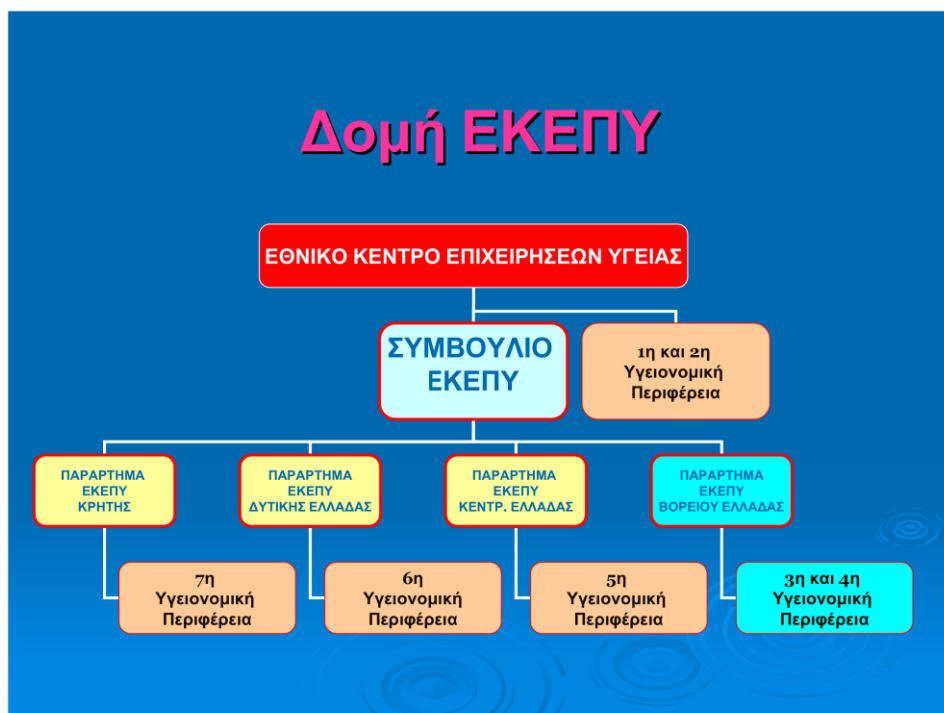 Δομή ΕΚΕΠΥ
ΕΘΝΙΚΟ ΚΕΝΤΡΟ ΕΠΙΧΕΙΡΗΣΕΩΝ ΥΓΕΙΑΣ
ΣΥΜΒΟΥΛΙΟ
ΕΚΕΠΥ
1η και 2η
Υγειονομική
Περιφέρεια
ΠΑΡΑΡΤΗΜΑ
ΕΚΕΠΥ
ΚΡΗΤΗΣ
ΠΑΡΑΡΤΗΜΑ
ΕΚΕΠΥ
ΔΥΤΙΚΗΣ ΕΛΛΑΔΑΣ
ΠΑΡΑΡΤΗΜΑ
ΕΚΕΠΥ
ΚΕΝΤΡ. ΕΛΛΑΔΑΣ
ΠΑΡΑΡΤΗΜΑ
ΕΚΕΠΥ
ΒΟΡΕΙΟΥ ΕΛΛΑΔΑΣ
7η
Υγειονομική
Περιφέρεια
6η
Υγειονομική
Περιφέρεια
5η
Υγειονομική
Περιφέρεια
3η και 4η
Υγειονομική
Περιφέρεια